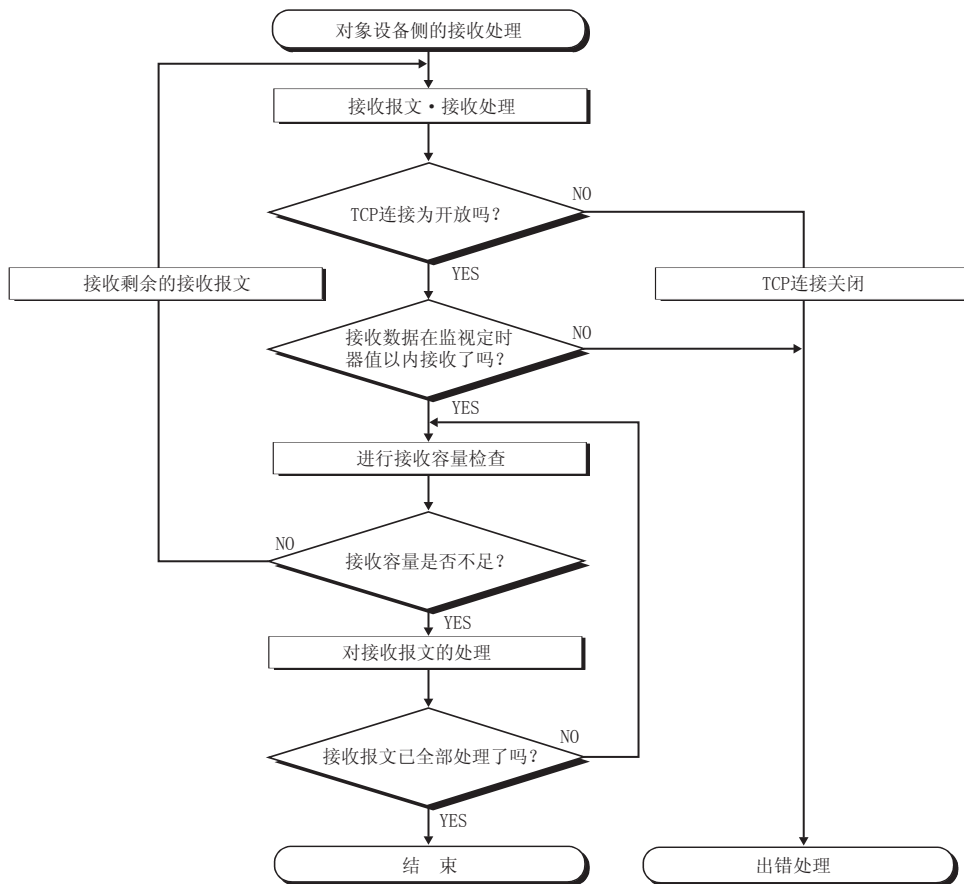 对象设备侧的接收处理
接收报文·接收处理
TCP连接为开放吗?
NO
YES
接收剩余的接收报文
TCP连接关闭
接收数据在监视定时
器值以内接收了吗?
NO
YES
进行接收容量检查
接收容量是否不足?
NO
YES
对接收报文的处理
接收报文已全部处理了吗?
NO
YES
结 束
出错处理